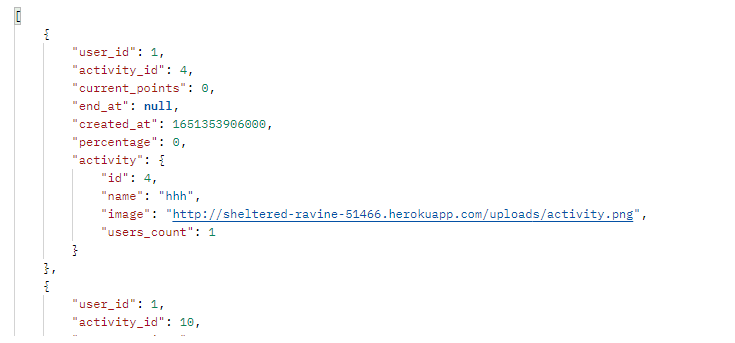 [
{
"user_id": 1,
"activity_id": 4,
"current_points": 0,
"end_at": null,
"created_at": 1651353906000,
"percentage": 0,
"activity": {
"id": 4,
"name": "hhh",
"image": "http://sheltered-ravine-51466.herokuapp.com/uploads/activity.png",
"users_count": 1
}
},
{
"user_id": 1,
"activity_id": 10,